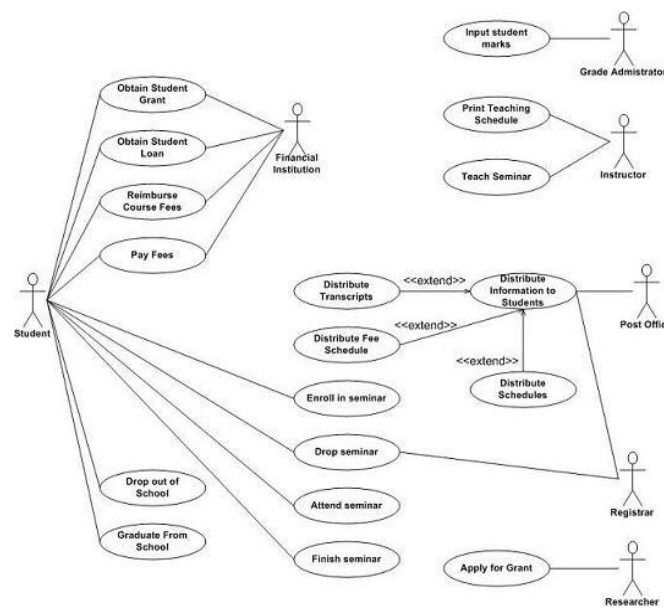 Input student
marks
Grade Admistrator
Obtain Student
Grant
Print Teaching
Schedule
Financial
Institution
Obtain Student
Loan
Teach Seminar
Instructor
Reimburse
Course Fees
Pay Fees
Student
Distribute
Transcripts
<<extend>>
Distribute
Information to
Students
Post Offic
Distribute Fee
Schedule
<<extend>>
<<extend>>
Distribute
Schedules
Enroll in seminar
Drop seminar
Drop out of
School
Attend seminar
Registrar
Graduate From
School
Finish seminar
Apply for Grant
Researcher